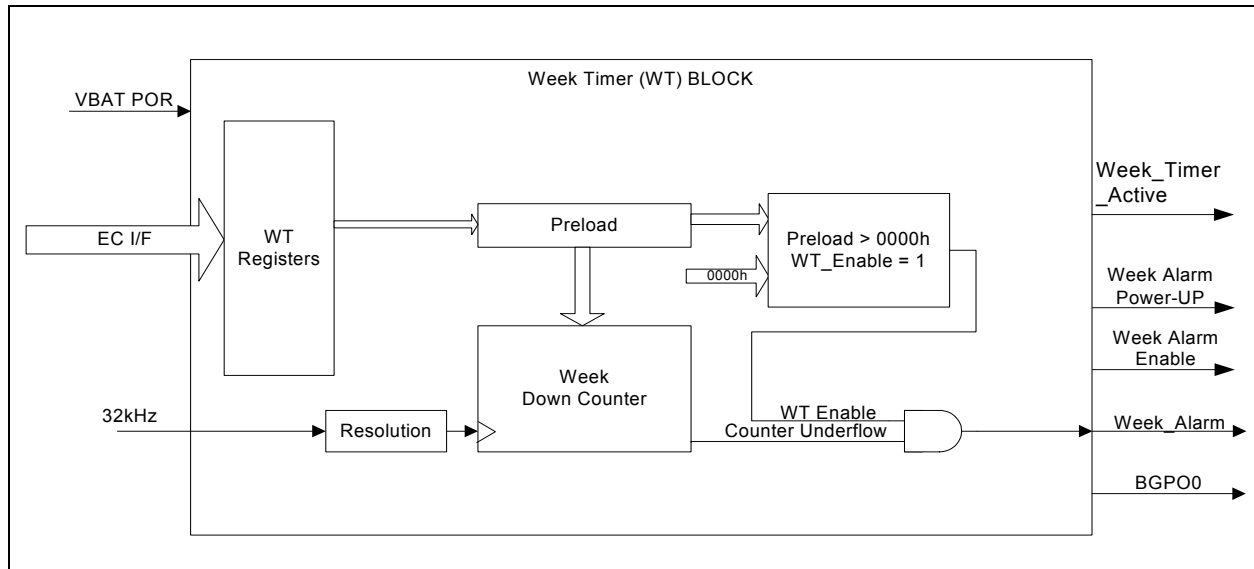 Week Timer (WT) BLOCK
VBAT POR
EC I/F
WT
Registers
Preload
0000h
Preload > 0000h
WT_Enable = 1
Week
Down Counter
32kHz
Resolution
WT Enable
Counter Underflow
Week_Timer
_Active
Week Alarm
Power-UP
Week Alarm
Enable
Week_Alarm
BGPO0